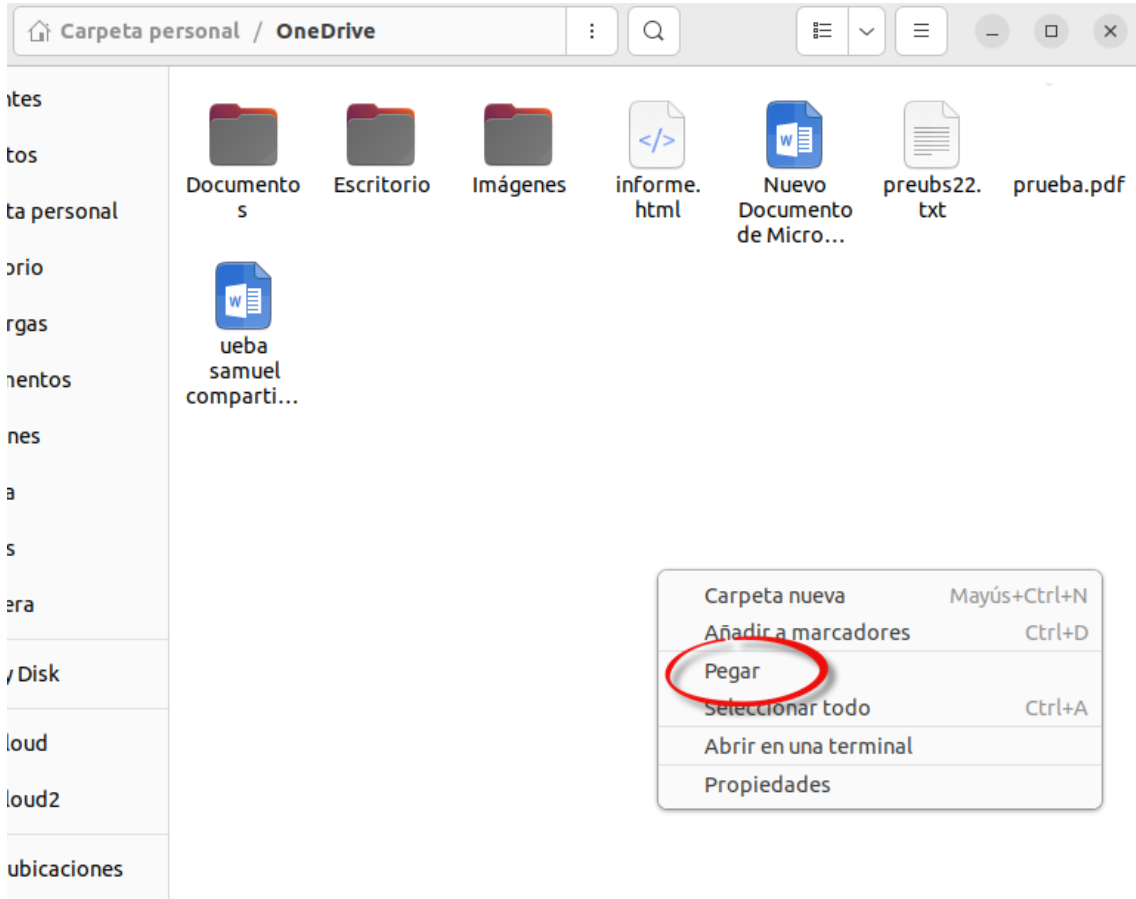 Carpeta personal / OneDrive
ntes
tos
ta personal
orio
rgas
mentos
nes
a
s
era
y Disk
loud
loud2
ubicaciones
Documento
s
Escritorio
Imágenes
informe.
html
Nuevo
Documento
de Micro...
preubs22.
txt
prueba.pdf
ueba
samuel
comparti...
Carpeta nueva Mayús+Ctrl+N
Añadir a marcadores Ctrl+D
Pegar
Seleccionar todo Ctrl+A
Abrir en una terminal
Propiedades